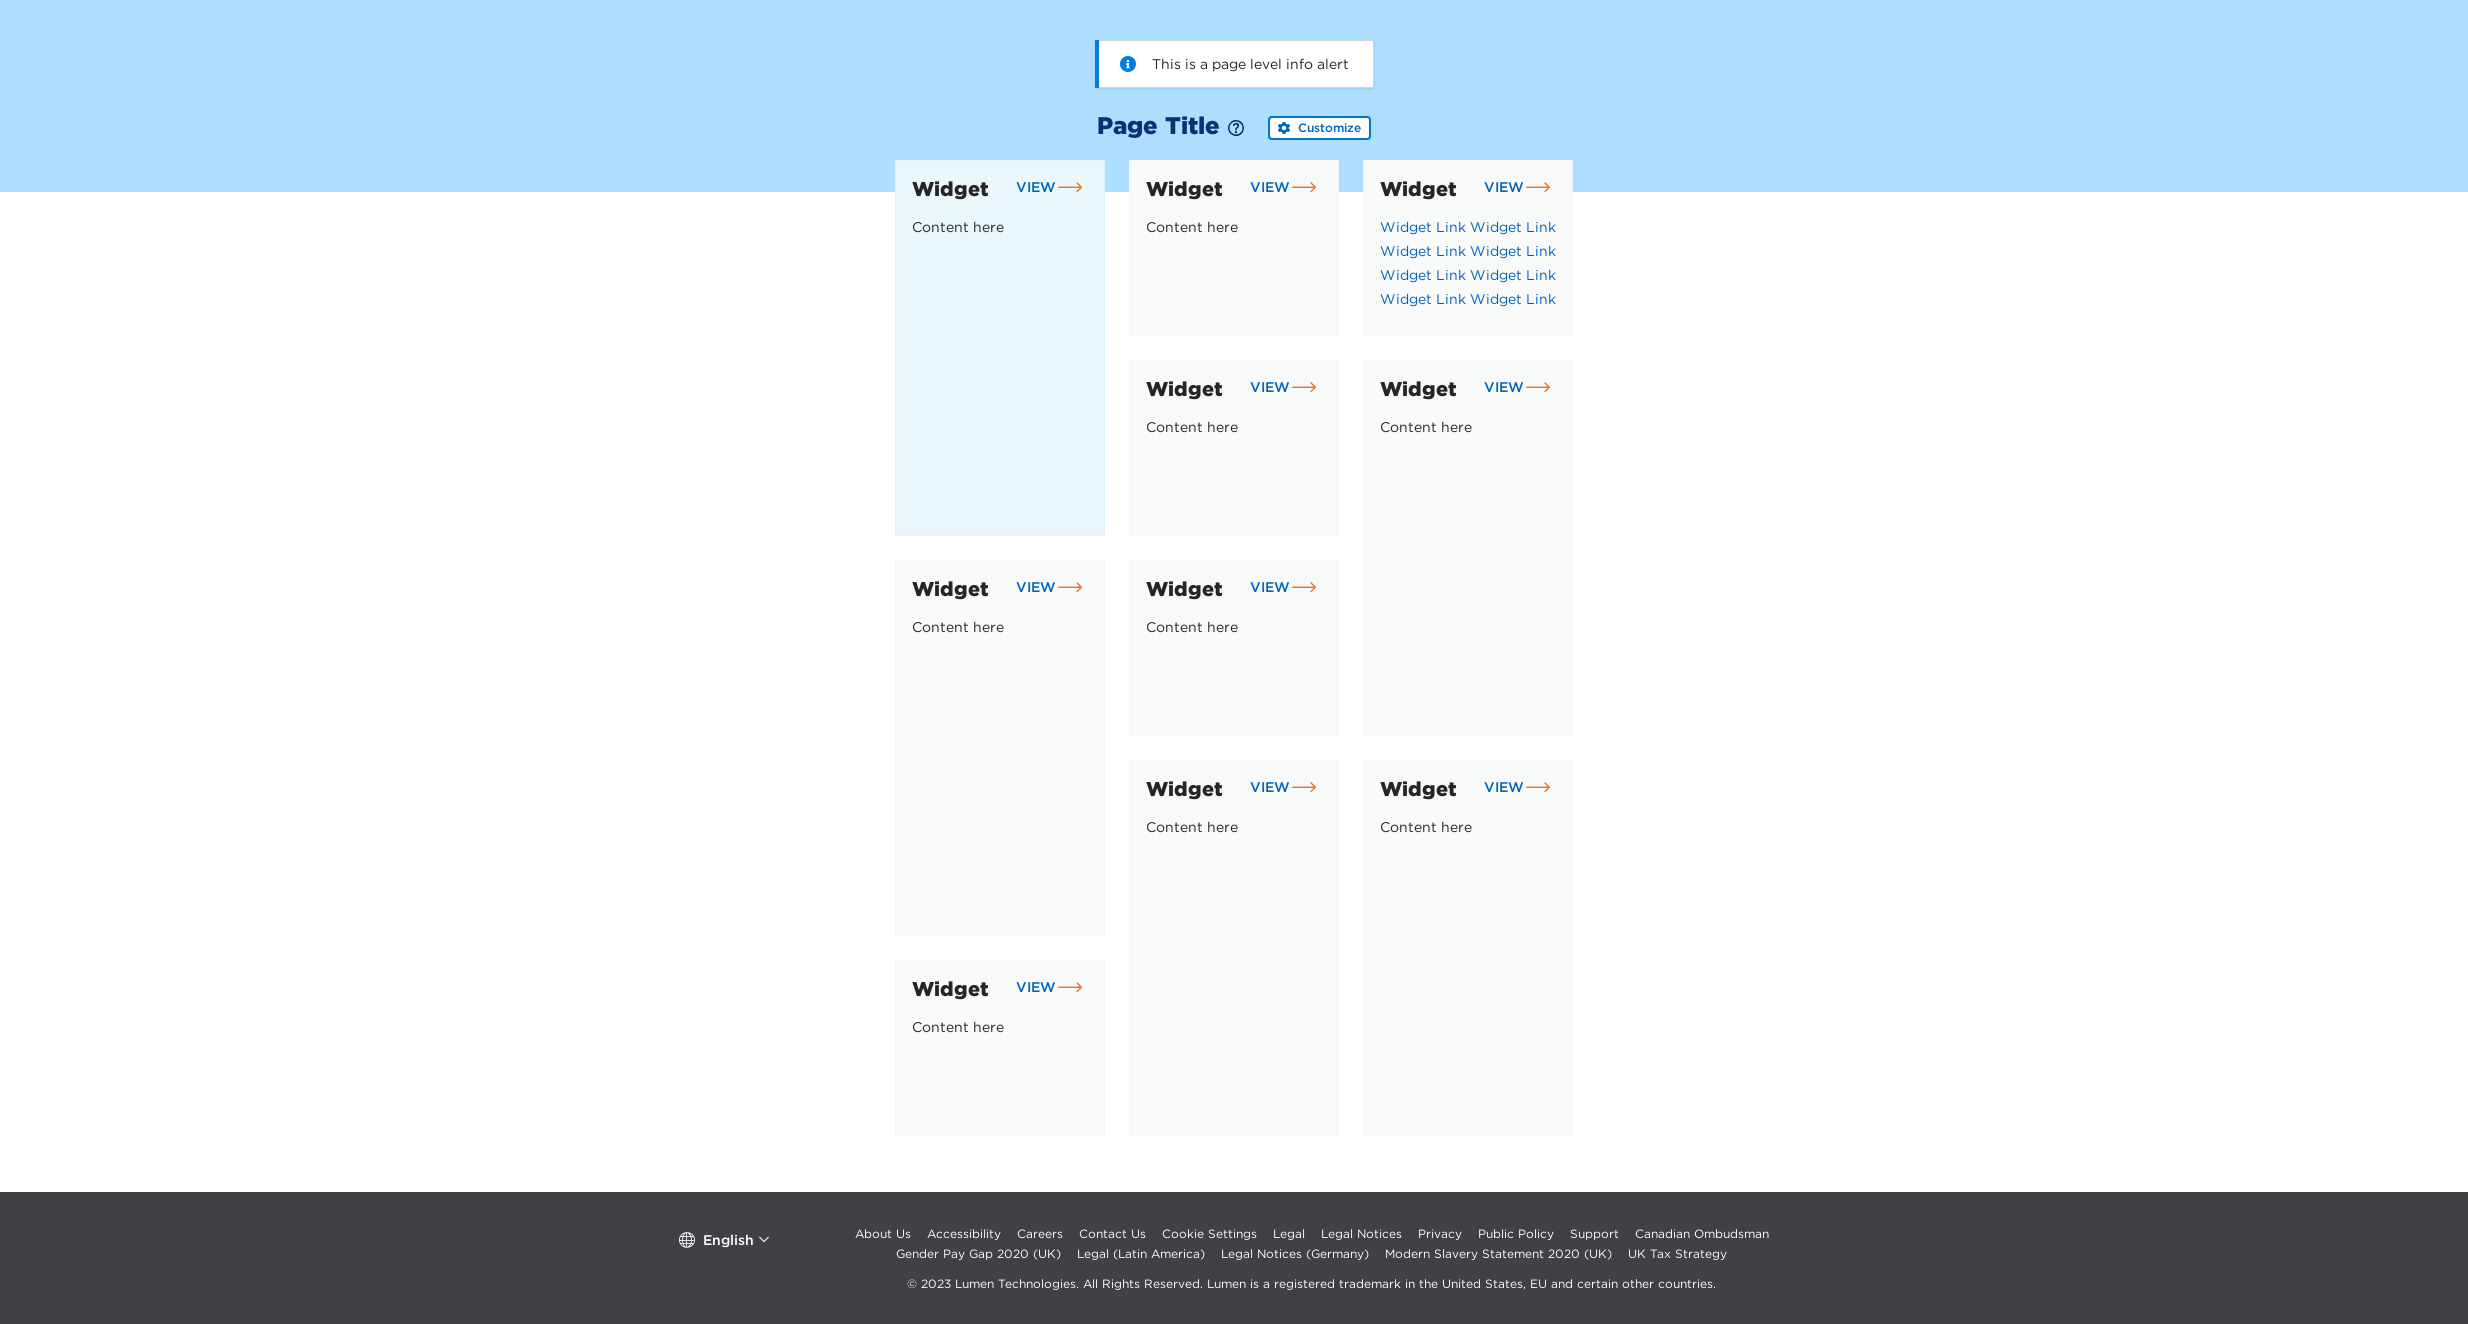 This is a page level info alert
Page Title
Customize
Widget VIEW
Content here
Widget VIEW
Content here
Widget VIEW
Widget Link Widget Link
Widget Link Widget Link
Widget Link Widget Link
Widget Link Widget Link
Widget VIEW
Content here
Widget VIEW
Content here
Widget VIEW
Content here
Widget VIEW
Content here
Widget VIEW
Content here
Widget VIEW
Content here
Widget VIEW
Content here
English
About Us Accessibility Careers Contact Us Cookie Settings Legal Legal Notices Privacy Public Policy Support Canadian Ombudsman
Gender Pay Gap 2020 (UK) Legal (Latin America) Legal Notices (Germany) Modern Slavery Statement 2020 (UK) UK Tax Strategy
© 2023 Lumen Technologies. All Rights Reserved. Lumen is a registered trademark in the United States, EU and certain other countries.